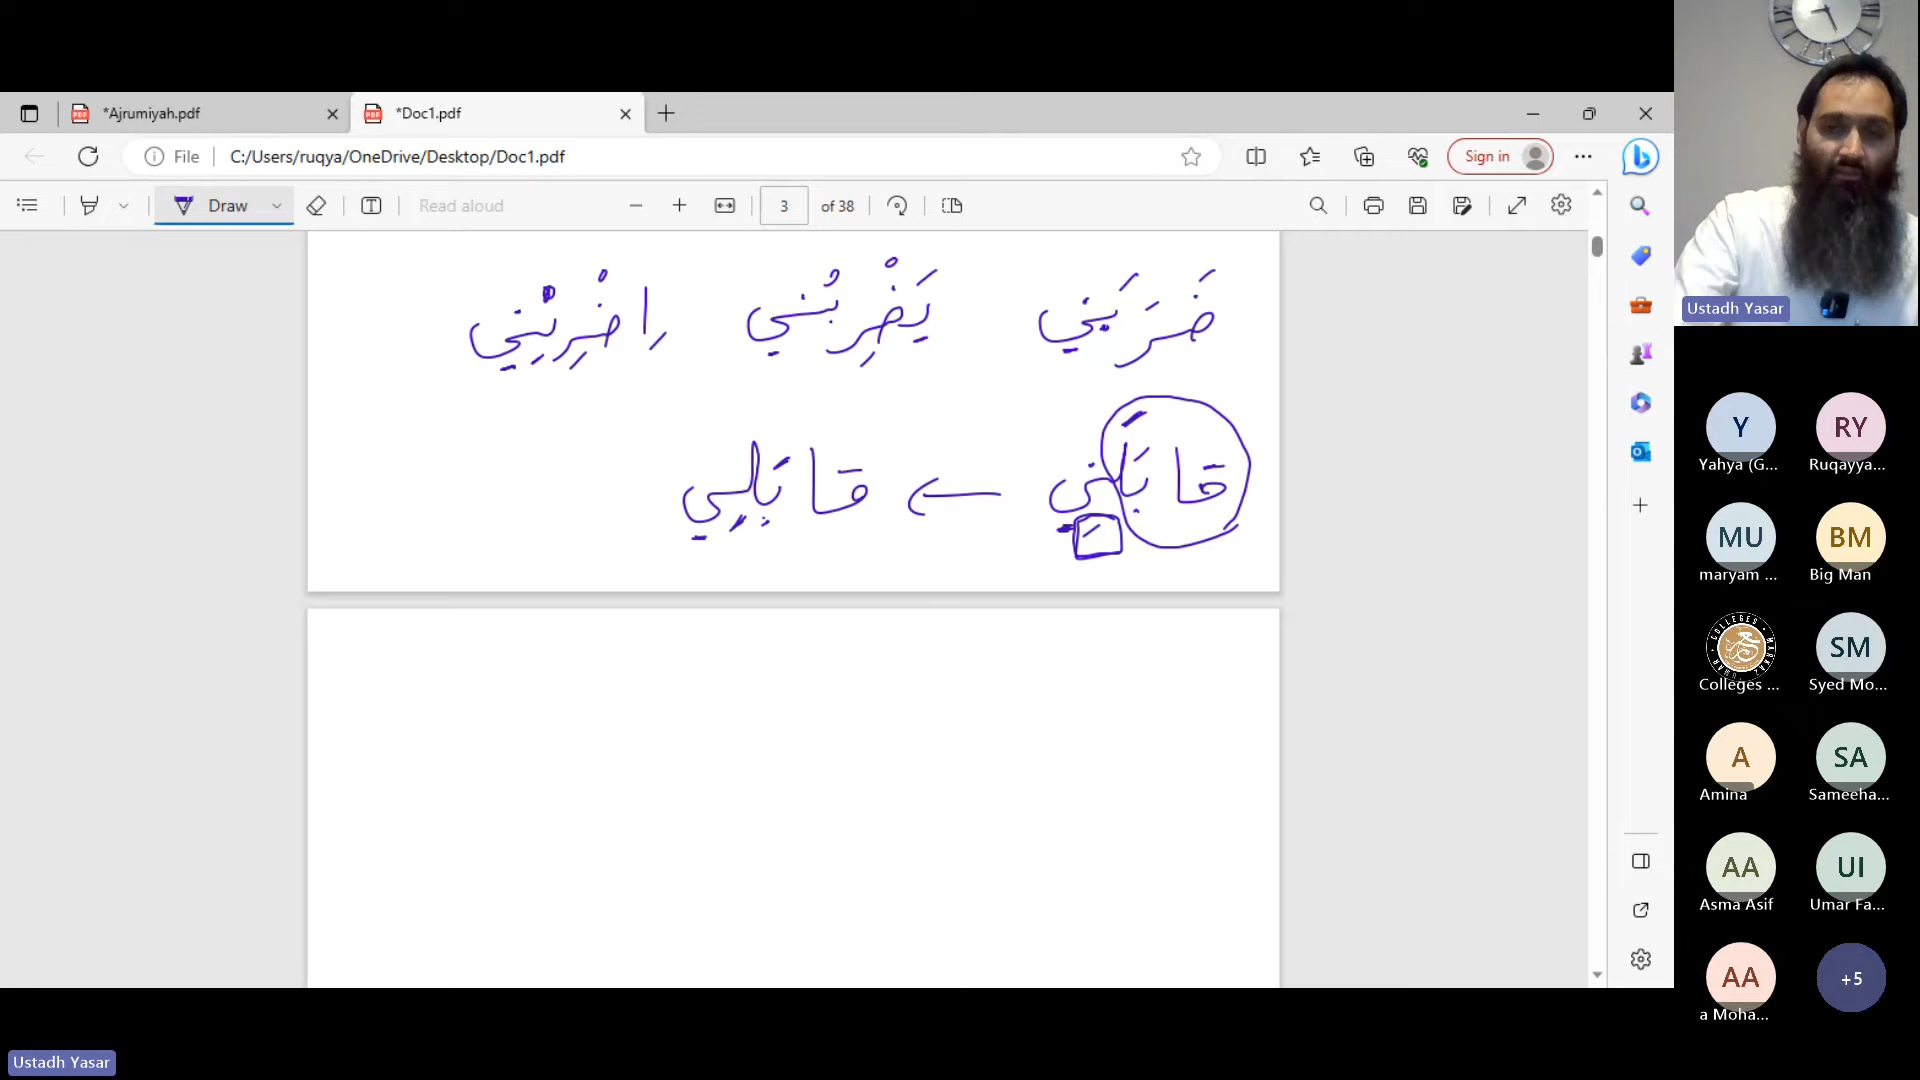 *Ajrumiyah.pdf
*Doc1.pdf
File
C:/Users/ruqya/OneDrive/Desktop/Doc1.pdf
Sign in
Draw
Read aloud
3
of 38
ضَرَبَنِي يَضْرِبُنِي اِضْرِبْنِي
قَابَلَنِي ← قَابَلِي
Ustadh Yasar
Y
Yahya (G...
RY
Ruqayya...
MU
maryam ...
BM
Big Man
Colleges ...
SM
Syed Mo...
A
Amina
SA
Sameeha...
AA
Asma Asif
UI
Umar Fa...
AA
a Moha...
+5
Ustadh Yasar